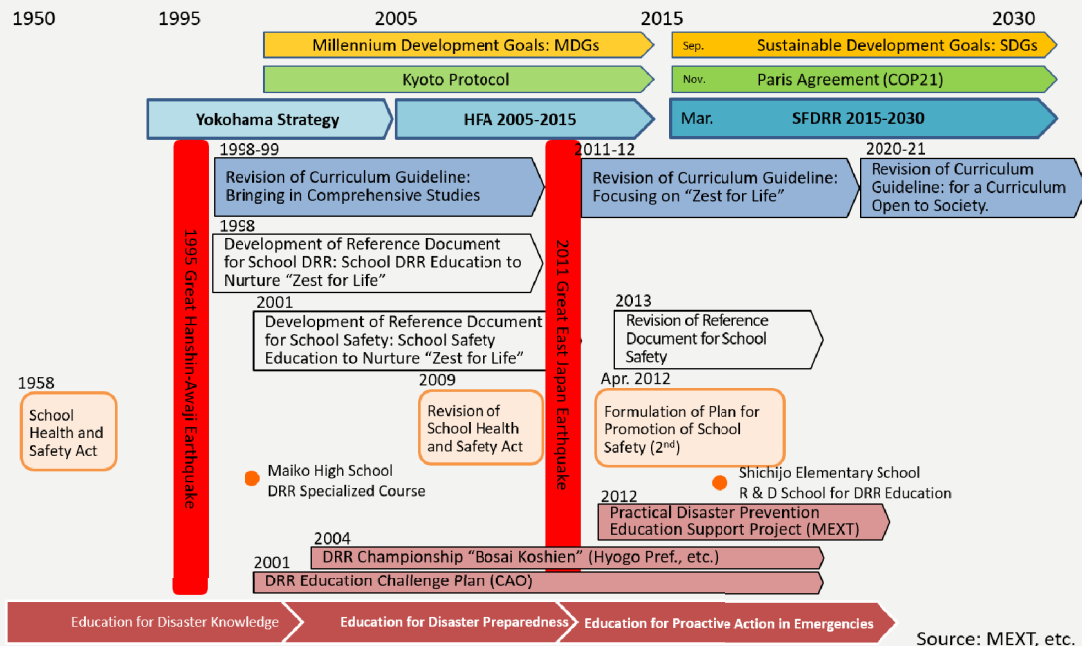 1950 1995 2005 2015 2030
Millennium Development Goals: MDGs
Sep. Sustainable Development Goals: SDGs
Kyoto Protocol
Nov. Paris Agreement (COP21)
Yokohama Strategy
HFA 2005-2015
Mar. SFDRR 2015-2030
1998-99
Revision of Curriculum Guideline:
Bringing in Comprehensive Studies
2011-12
Revision of Curriculum Guideline:
Focusing on “Zest for Life”
2020-21
Revision of Curriculum
Guideline: for a Curriculum
Open to Society.
1995 Great Hanshin-Awaji Earthquake
2011 Great East Japan Earthquake
1998
Development of Reference Document
for School DRR: School DRR Education to
Nurture “Zest for Life”
2001
Development of Reference Document
for School Safety: School Safety
Education to Nurture “Zest for Life”
2013
Revision of Reference
Document for School
Safety
1958
School
Health and
Safety Act
2009
Revision of
School Health
and Safety Act
Apr. 2012
Formulation of Plan for
Promotion of School
Safety (2nd)
Maiko High School
DRR Specialized Course
Shichijo Elementary School
R & D School for DRR Education
2012
Practical Disaster Prevention
Education Support Project (MEXT)
2004
DRR Championship “Bosai Koshien” (Hyogo Pref., etc.)
2001
DRR Education Challenge Plan (CAO)
Education for Disaster Knowledge
Education for Disaster Preparedness
Education for Proactive Action in Emergencies
Source: MEXT, etc.